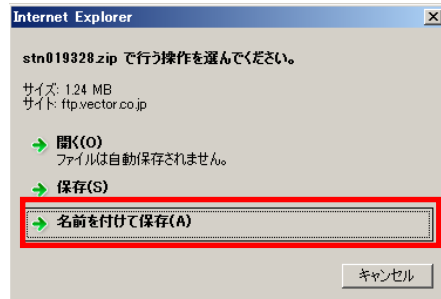 Internet Explorer
stn019328.zip で行う操作を選んでください。
サイズ: 1.24 MB
サイト: ftp.vector.co.jp
開く(O)
ファイルは自動保存されません。
保存(S)
名前を付けて保存(A)
キャンセル